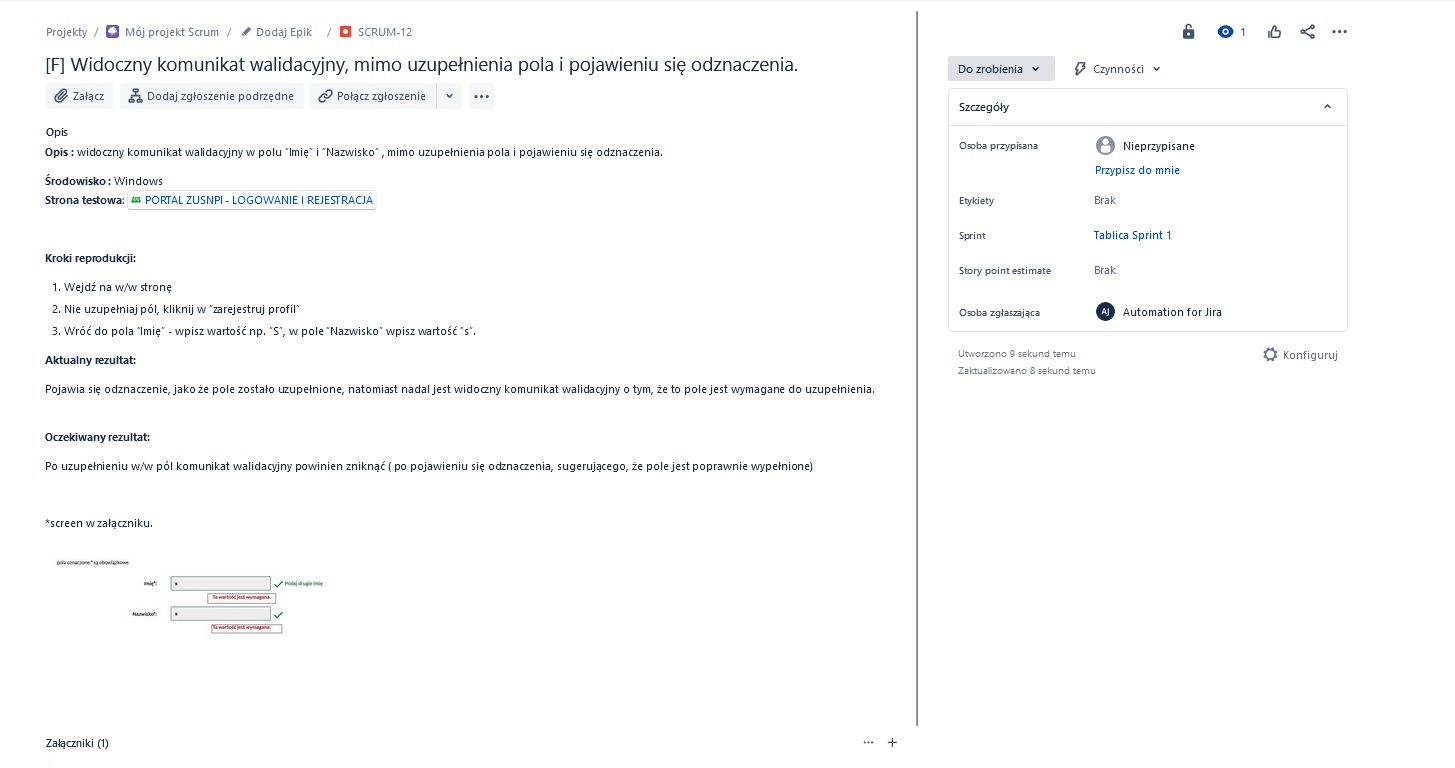 Projekty / Mój projekt Scrum / Dodaj Epik / SCRUM-12
[F] Widoczny komunikat walidacyjny, mimo uzupełnienia pola i pojawieniu się odznaczenia.
Załącz Dodaj zgłoszenie podrzędne Połącz zgłoszenie
Opis
Opis : widoczny komunikat walidacyjny w polu "Imię" i "Nazwisko" , mimo uzupełnienia pola i pojawieniu się odznaczenia.
Środowisko : Windows
Strona testowa: PORTAL ZUSNPI - LOGOWANIE I REJESTRACJA
Kroki reprodukcji:
1. Wejdź na w/w stronę
2. Nie uzupełniaj pól, kliknij w "zarejestruj profil"
3. Wróć do pola "Imię" - wpisz wartość np. "S", w pole "Nazwisko" wpisz wartość "s".
Aktualny rezultat:
Pojawia się odznaczenie, jako że pole zostało uzupełnione, natomiast nadal jest widoczny komunikat walidacyjny o tym, że to pole jest wymagane do uzupełnienia.
Oczekiwany rezultat:
Po uzupełnieniu w/w pól komunikat walidacyjny powinien zniknąć ( po pojawieniu się odznaczenia, sugerującego, że pole jest poprawnie wypełnione)
*screen w załączniku.
pola oznaczone * są obowiązkowe
Imię*: s Podaj drugie imię
Ta wartość jest wymagana.
Nazwisko*: s
Ta wartość jest wymagana.
Załączniki (1)
1
Do zrobienia Czynności
Szczegóły
Osoba przypisana Nieprzypisane
Przypisz do mnie
Etykiety Brak
Sprint Tablica Sprint 1
Story point estimate Brak
Osoba zgłaszająca AJ Automation for Jira
Utworzono 9 sekund temu Konfiguruj
Zaktualizowano 8 sekund temu